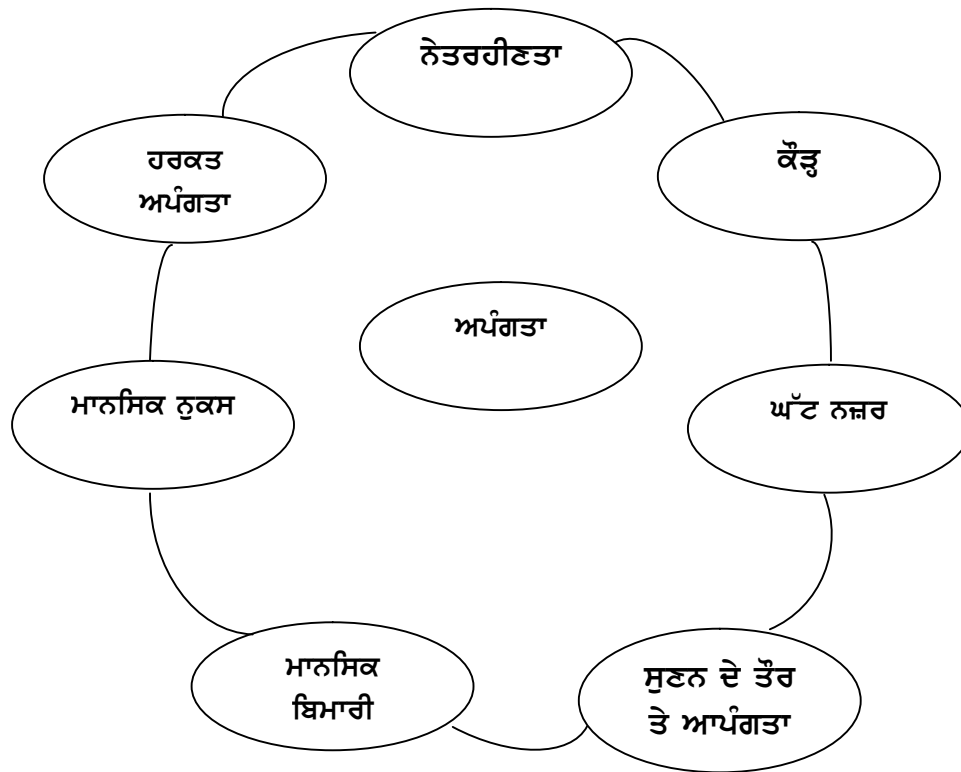 ਨੇਤਰਹੀਣਤਾ
ਕੌੜ੍ਹ
ਹਰਕਤ
ਅਪੰਗਤਾ
ਅਪੰਗਤਾ
ਮਾਨਸਿਕ ਨੁਕਸ
ਘੱਟ ਨਜ਼ਰ
ਮਾਨਸਿਕ
ਬਿਮਾਰੀ
ਸੁਣਨ ਦੇ ਤੌਰ
ਤੇ ਆਪੰਗਤਾ